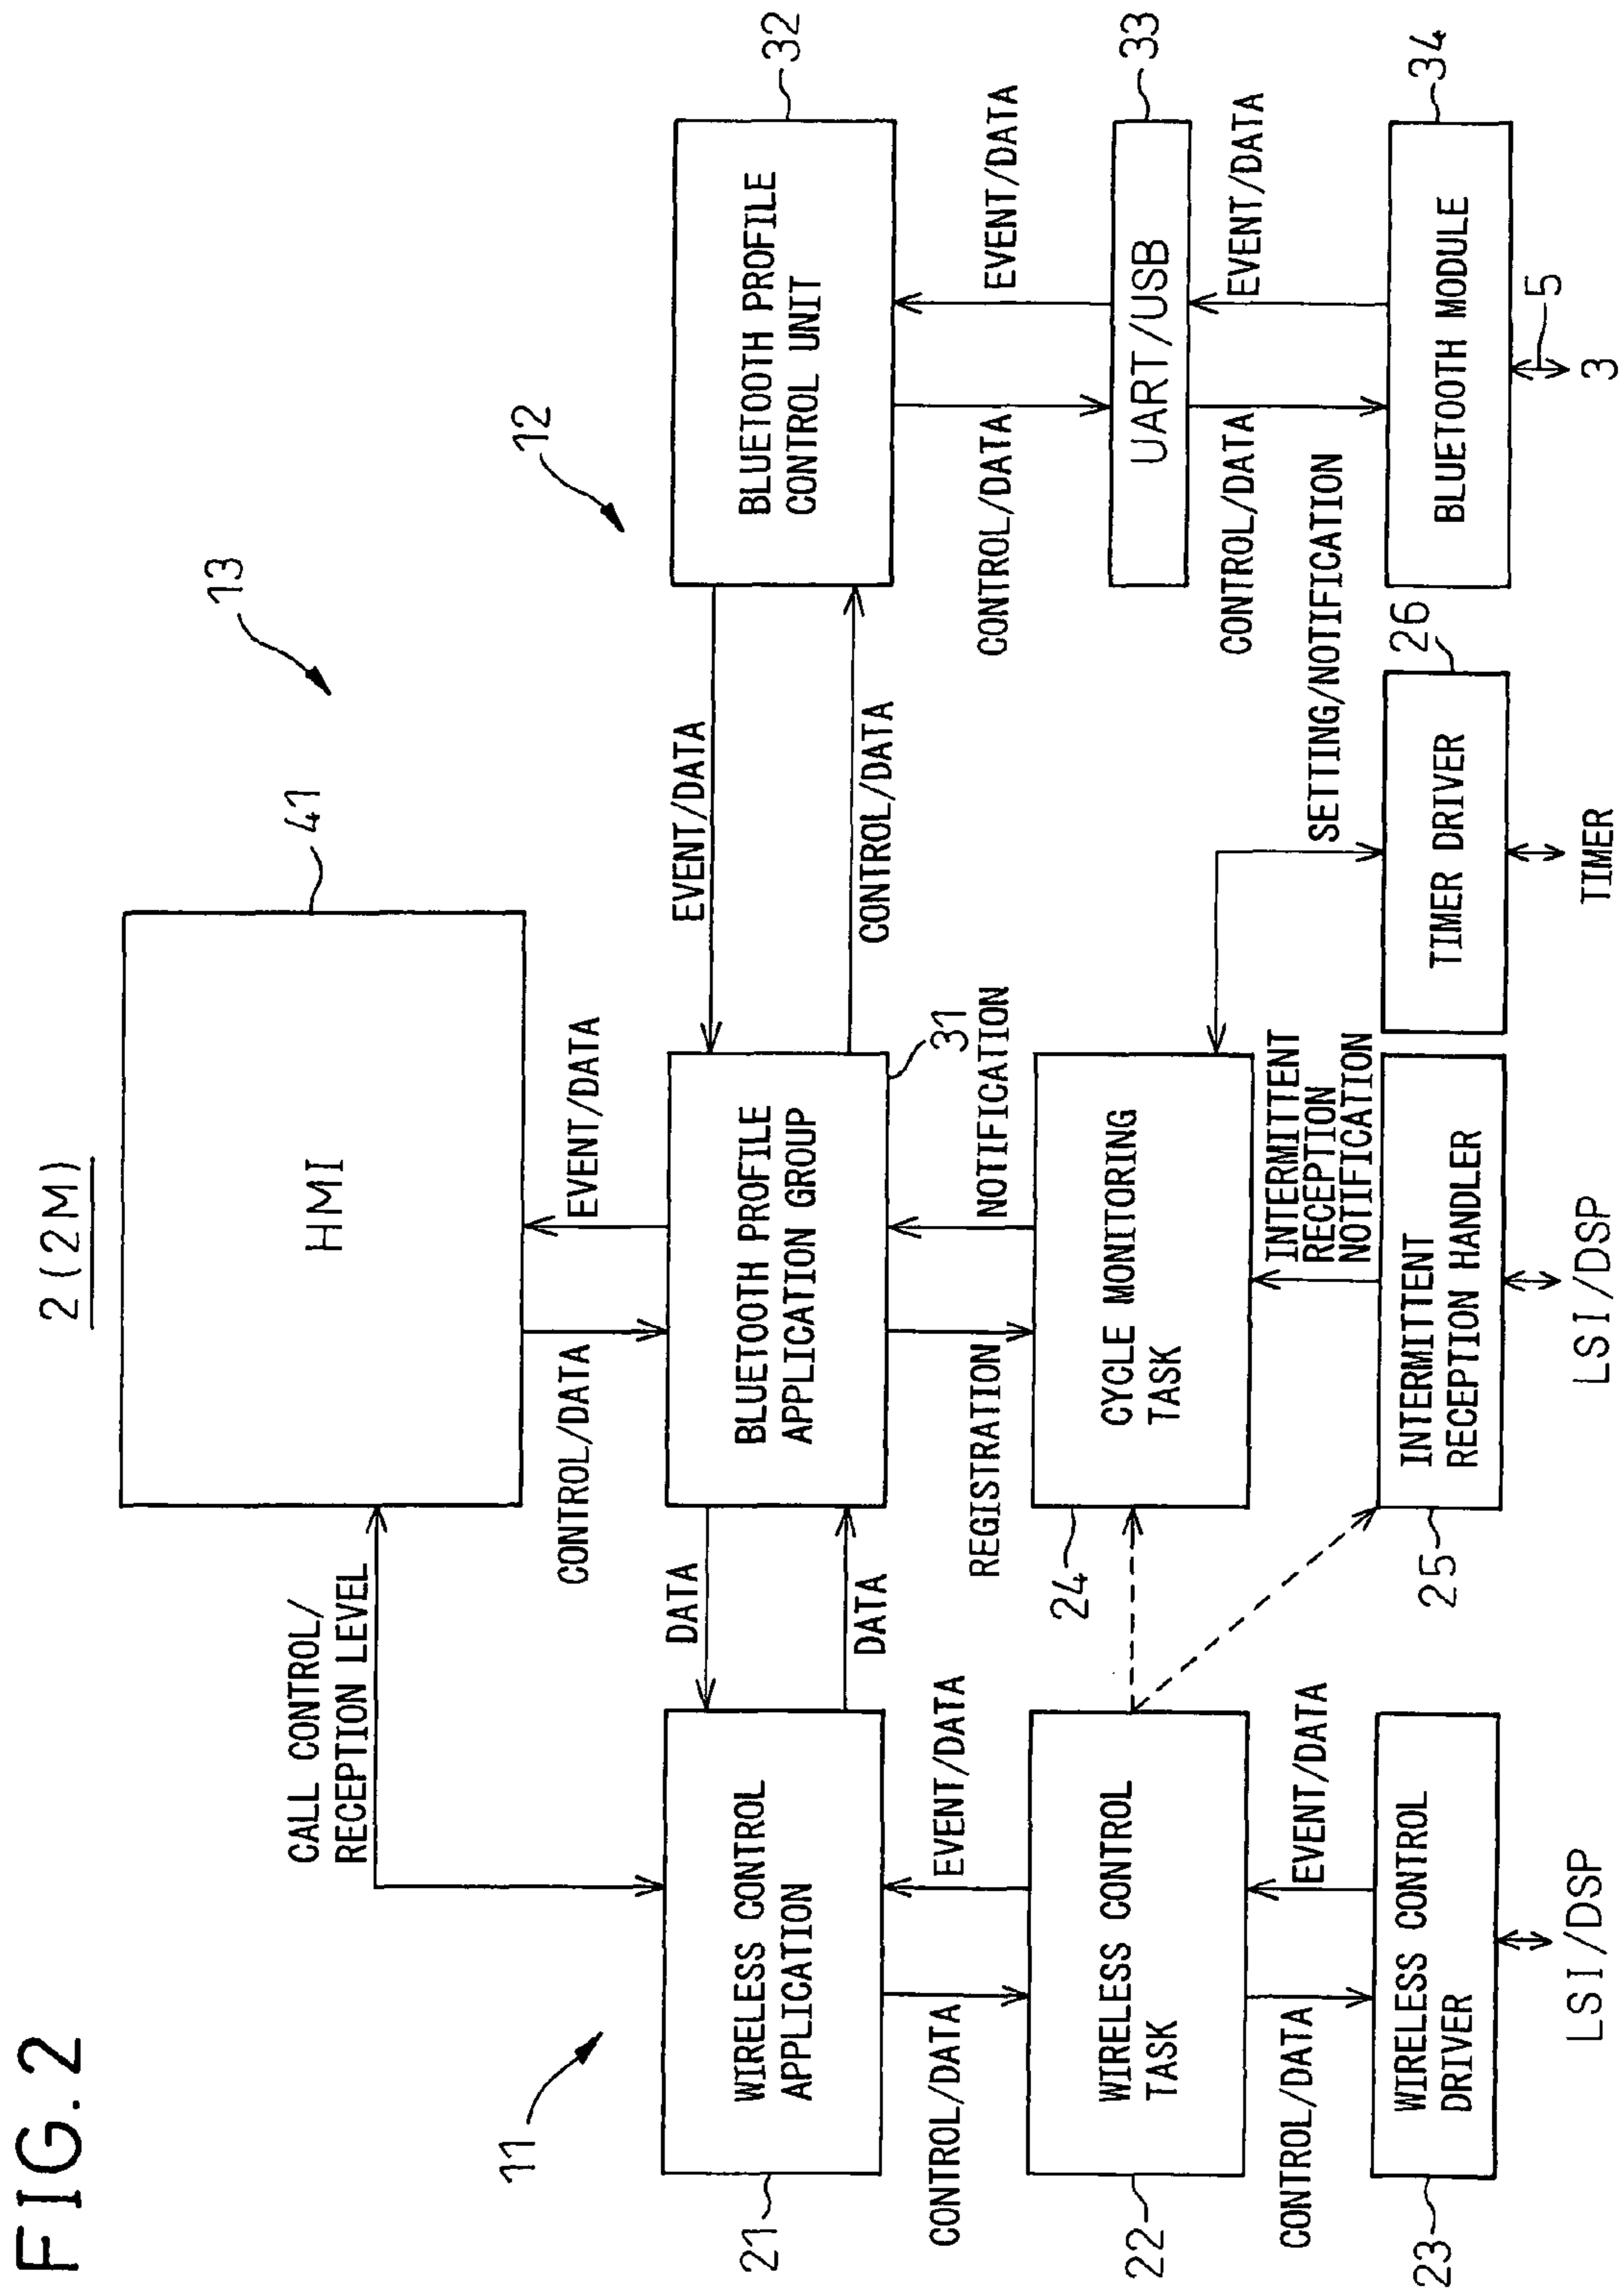 FIG.2
2(2M)
13
41
HMI
CALL CONTROL/
RECEPTION LEVEL
CONTROL/DATA
EVENT/DATA
11
12
21
WIRELESS CONTROL
APPLICATION
DATA
DATA
BLUETOOTH PROFILE
APPLICATION GROUP
31
EVENT/DATA
CONTROL/DATA
BLUETOOTH PROFILE
CONTROL UNIT
32
CONTROL/DATA
EVENT/DATA
REGISTRATION
NOTIFICATION
CONTROL/DATA
EVENT/DATA
22
WIRELESS CONTROL
TASK
24
CYCLE MONITORING
TASK
UART/USB
33
CONTROL/DATA
EVENT/DATA
INTERMITTENT
RECEPTION
NOTIFICATION
SETTING/NOTIFICATION
CONTROL/DATA
EVENT/DATA
23
WIRELESS CONTROL
DRIVER
25
INTERMITTENT
RECEPTION HANDLER
TIMER DRIVER
26
BLUETOOTH MODULE
34
5
LSI/DSP
LSI/DSP
TIMER
3